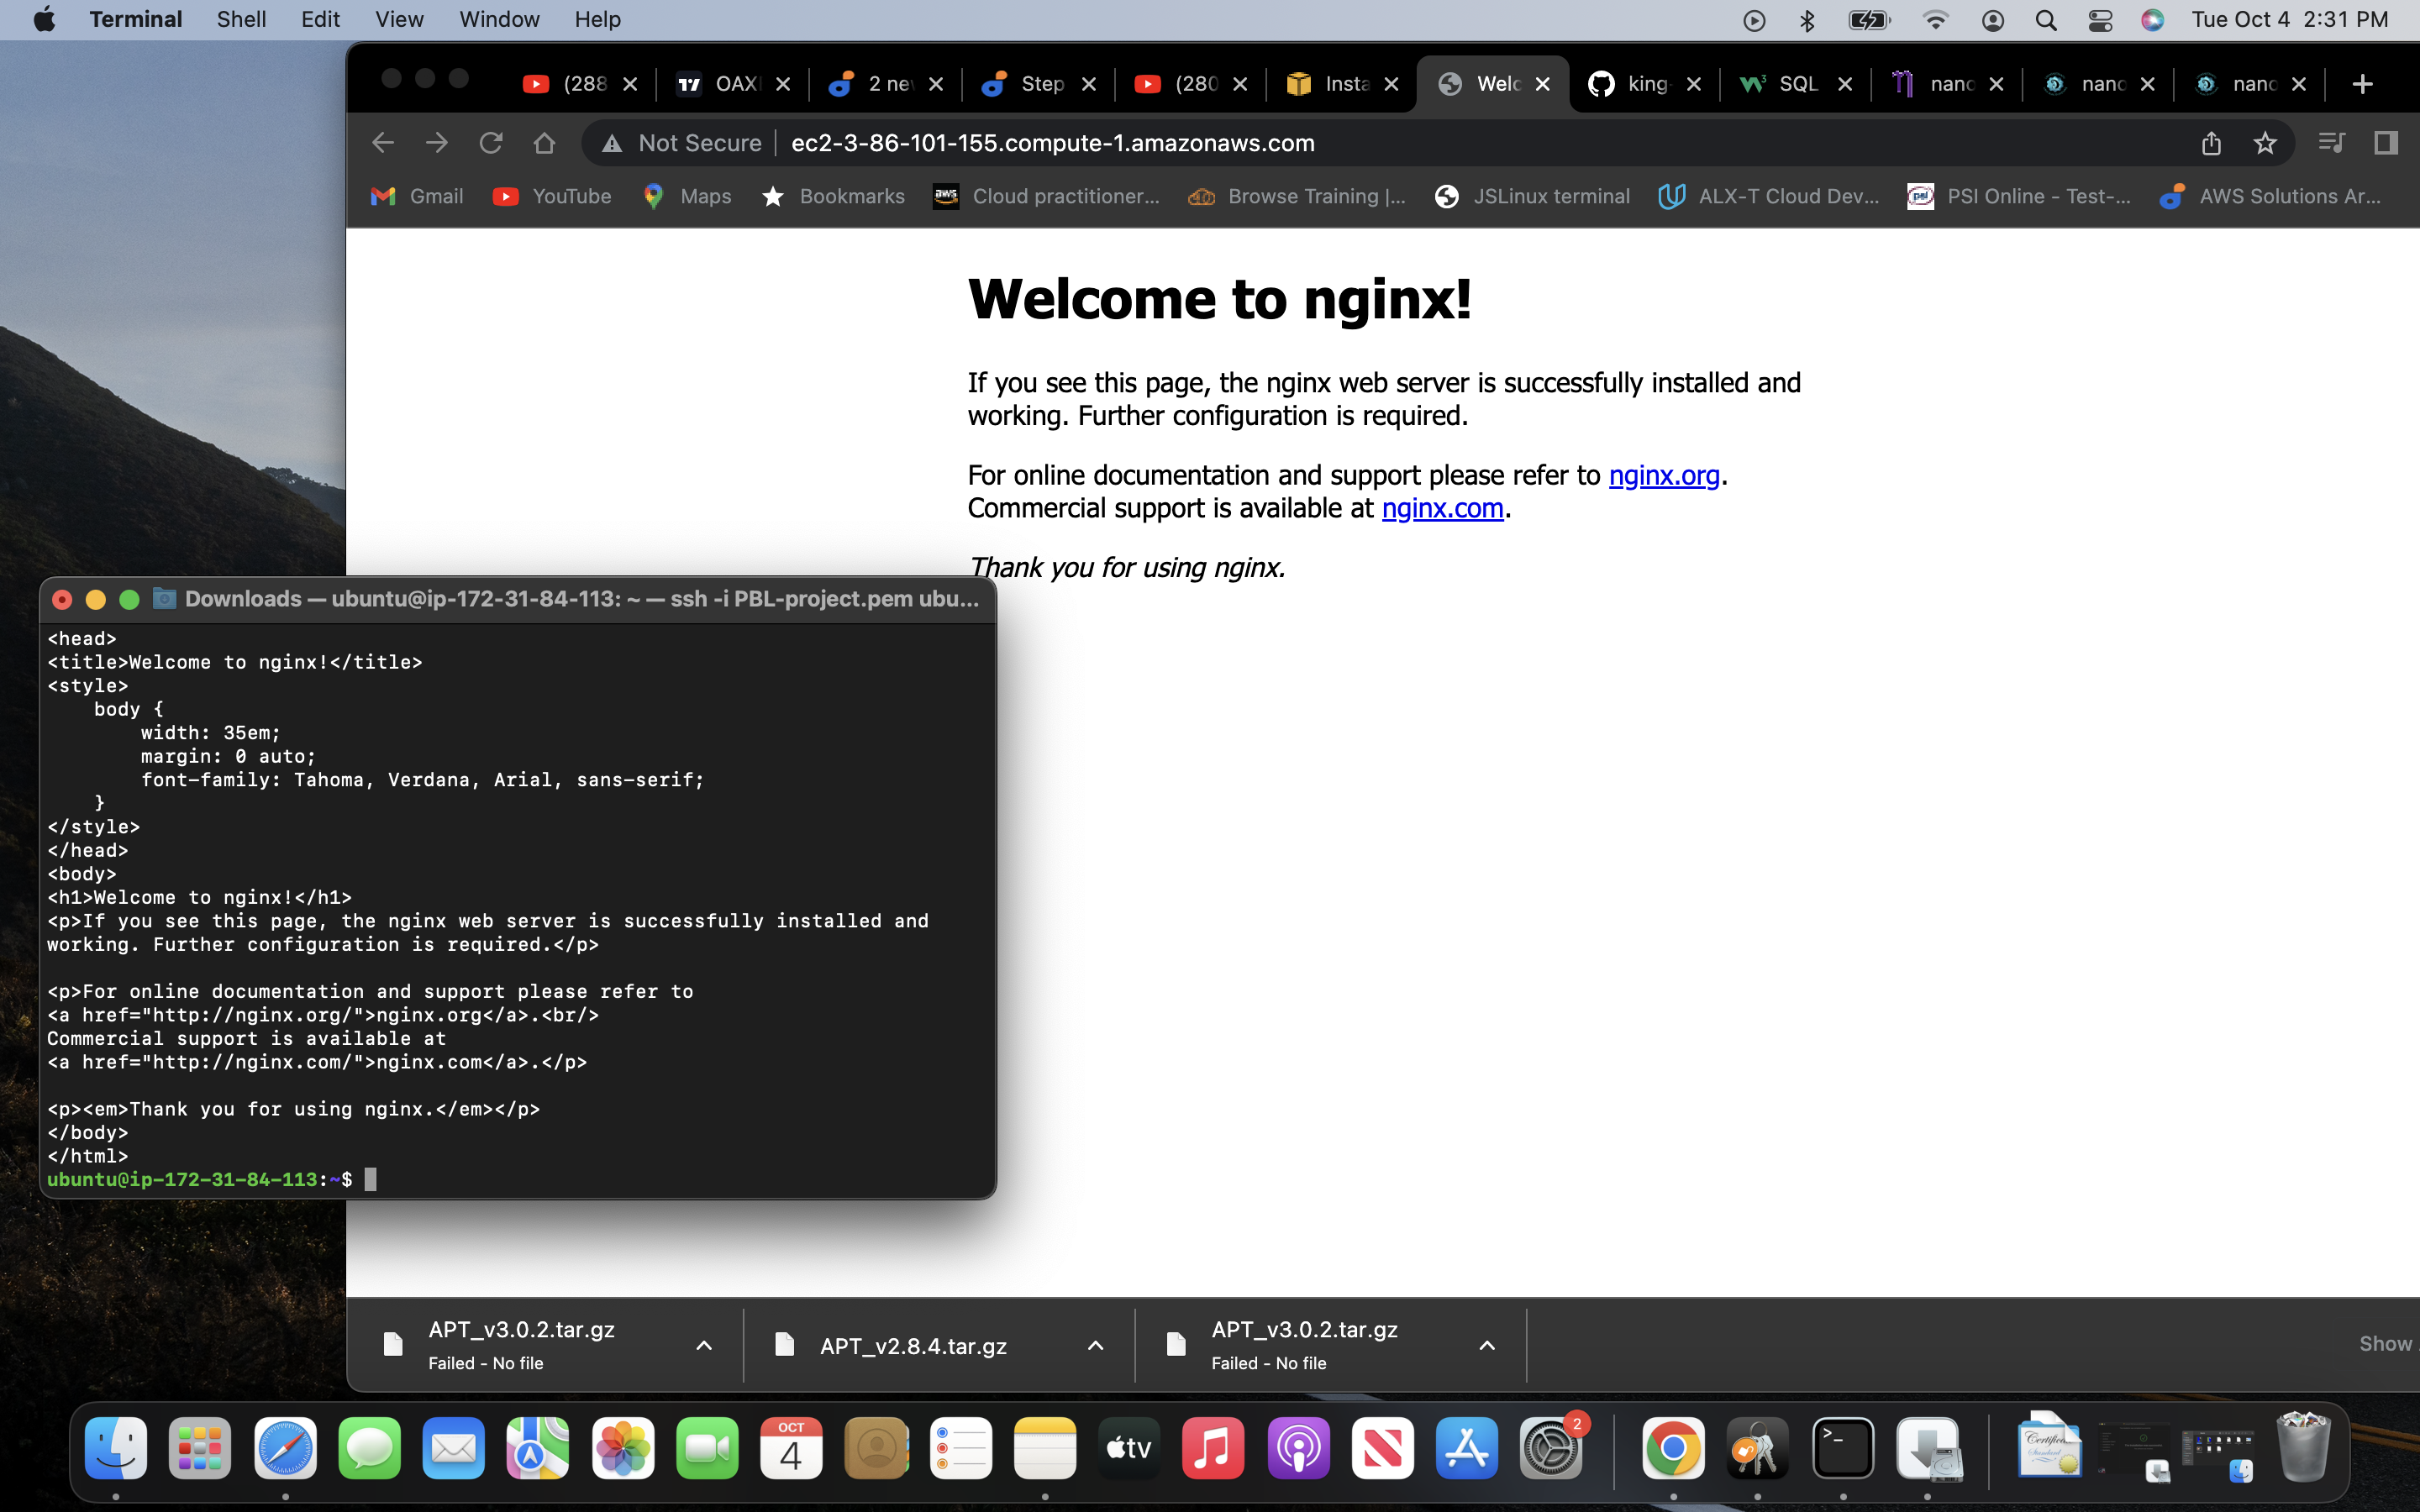 Terminal Shell Edit View Window Help Tue Oct 4 2:31 PM
(288 OAX 2 ne Step (280 Insta Welc king- SQL nano nano nano
Not Secure ec2-3-86-101-155.compute-1.amazonaws.com
Gmail YouTube Maps Bookmarks aws Cloud practitioner... Browse Training |... JSLinux terminal ALX-T Cloud Dev... psi PSI Online - Test-... AWS Solutions Ar...
Welcome to nginx!
If you see this page, the nginx web server is successfully installed and
working. Further configuration is required.
For online documentation and support please refer to nginx.org.
Commercial support is available at nginx.com.
Thank you for using nginx.
Downloads — ubuntu@ip-172-31-84-113: ~ — ssh -i PBL-project.pem ubu...
<head>
<title>Welcome to nginx!</title>
<style>
    body {
        width: 35em;
        margin: 0 auto;
        font-family: Tahoma, Verdana, Arial, sans-serif;
    }
</style>
</head>
<body>
<h1>Welcome to nginx!</h1>
<p>If you see this page, the nginx web server is successfully installed and
working. Further configuration is required.</p>
<p>For online documentation and support please refer to
<a href="http://nginx.org/">nginx.org</a>.<br/>
Commercial support is available at
<a href="http://nginx.com/">nginx.com</a>.</p>
<p><em>Thank you for using nginx.</em></p>
</body>
</html>
ubuntu@ip-172-31-84-113:~$
APT_v3.0.2.tar.gz
Failed - No file
APT_v2.8.4.tar.gz
APT_v3.0.2.tar.gz
Failed - No file
Show
OCT
4
tv
2